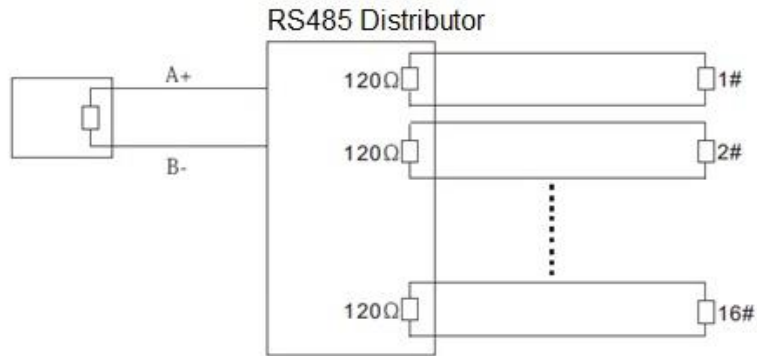 RS485 Distributor
A+
B-
120Ω 1#
120Ω 2#
120Ω 16#